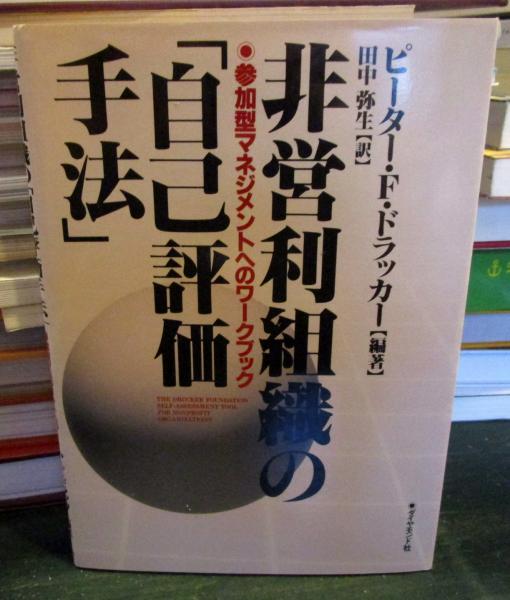 ピーター・F・ドラッカー【編著】
田中 弥生【訳】
非営利組織の
◉参加型マネジメントへのワークブック
「自己評価
手法」
THE DRUCKER FOUNDATION
SELF-ASSESSMENT TOOL
FOR NONPROFIT
ORGANIZATIONS
●ダイヤモンド社